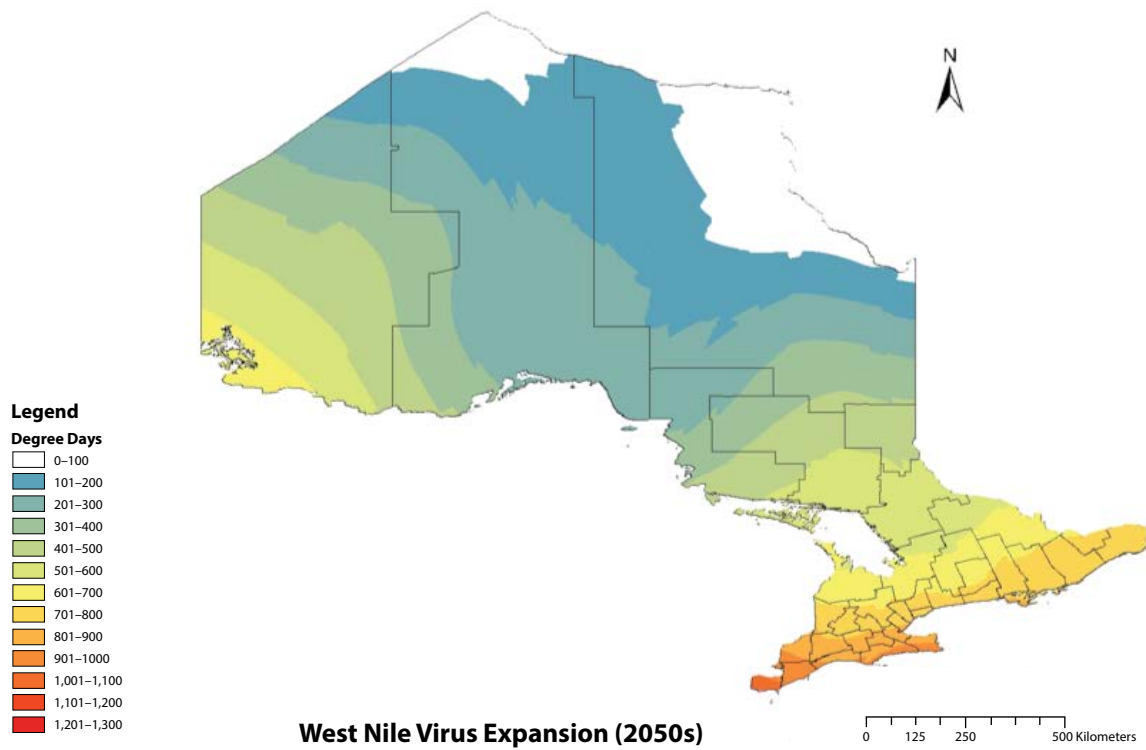 N
Legend
Degree Days
0–100
101–200
201–300
301–400
401–500
501–600
601–700
701–800
801–900
901–1000
1,001–1,100
1,101–1,200
1,201–1,300
West Nile Virus Expansion (2050s)
0 125 250 500 Kilometers